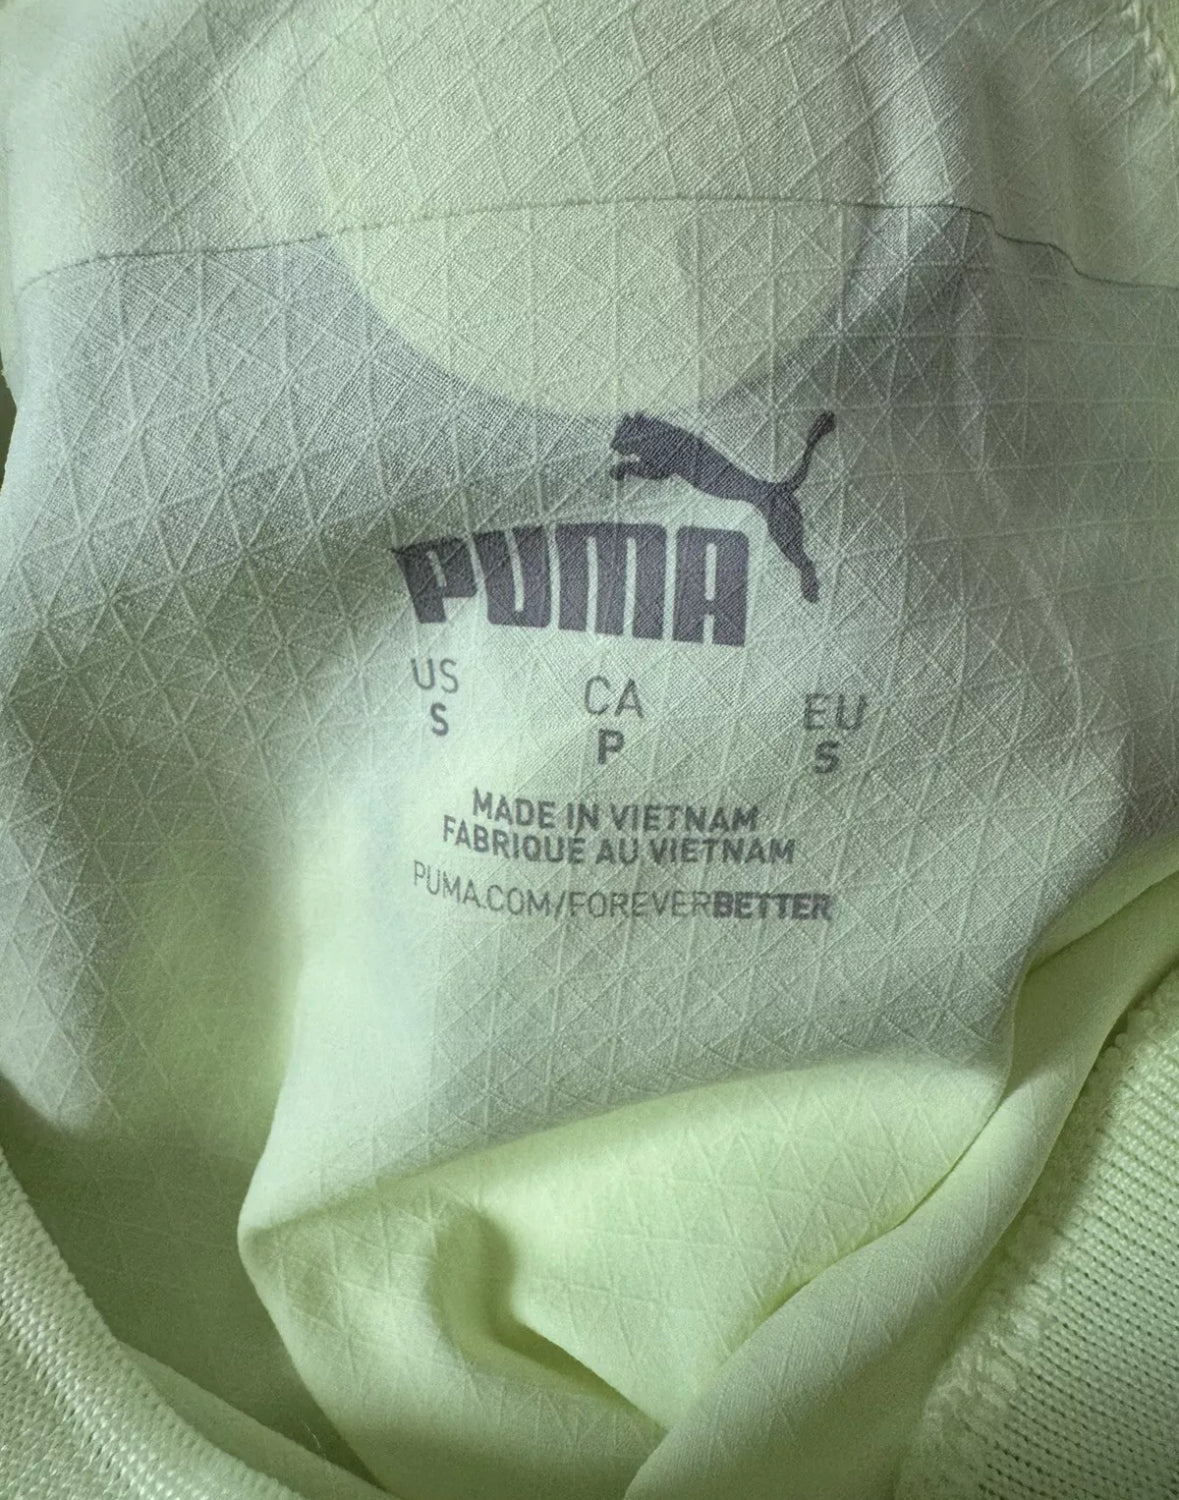 PUMA
US CA EU
S P S
MADE IN VIETNAM
FABRIQUÉ AU VIETNAM
PUMA.COM/FOREVERBETTER